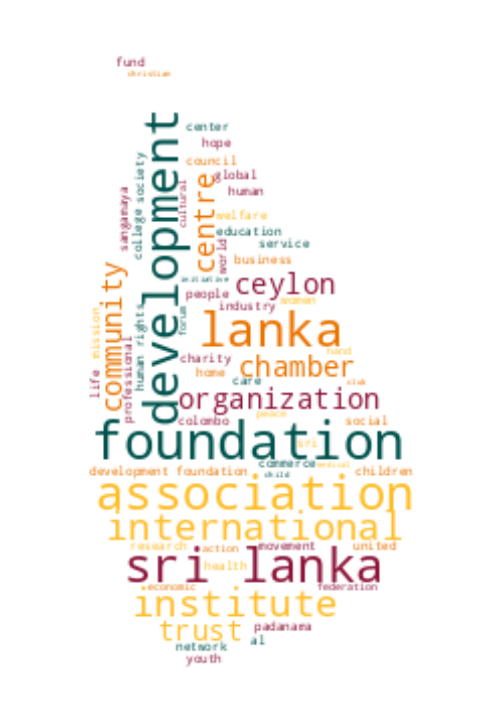 fund
christian
development
center
hope
council
global
human
society
college
cultural
centre
sangamaya
welfare
education
world
service
business
community
initiative
ceylon
people
women
industry
mission
human rights
forum
lanka
professional
life
charity
hand
chamber
home
care
club
organization
peace
colombo
social
foundation
sri
commerce
medical
development foundation
child
children
association
international
research
action
movement
united
sri lanka
health
economic
federation
institute
trust
padanama
al
network
youth